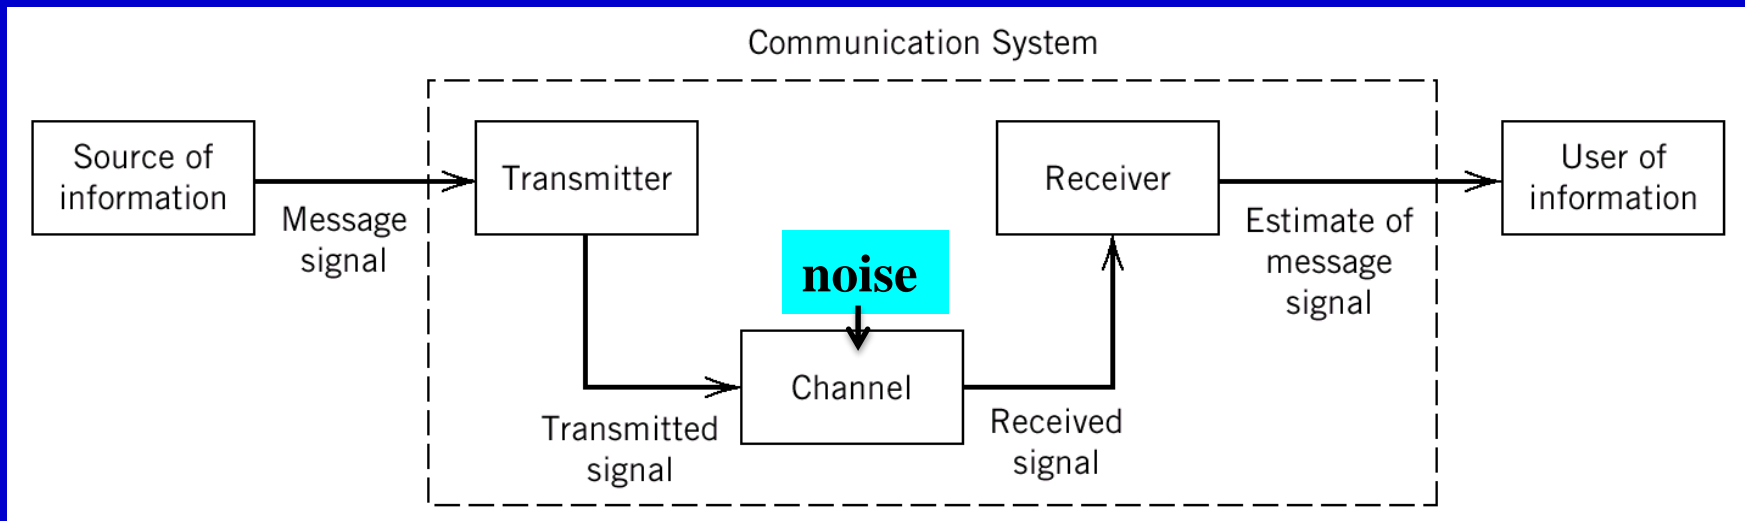 Communication System
Source of
information
Message
signal
Transmitter
Transmitted
signal
noise
Channel
Received
signal
Receiver
Estimate of
message
signal
User of
information